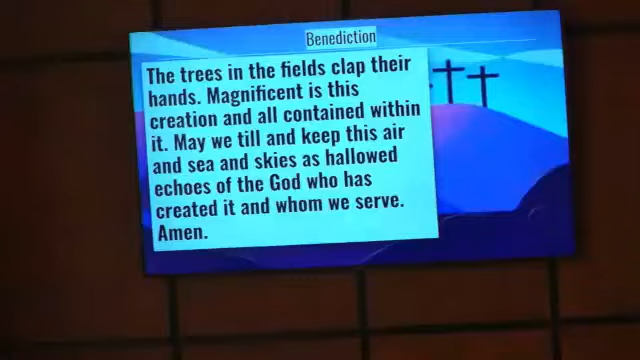 Benediction
The trees in the fields clap their
hands. Magnificent is this
creation and all contained within
it. May we till and keep this air
and sea and skies as hallowed
echoes of the God who has
created it and whom we serve.
Amen.